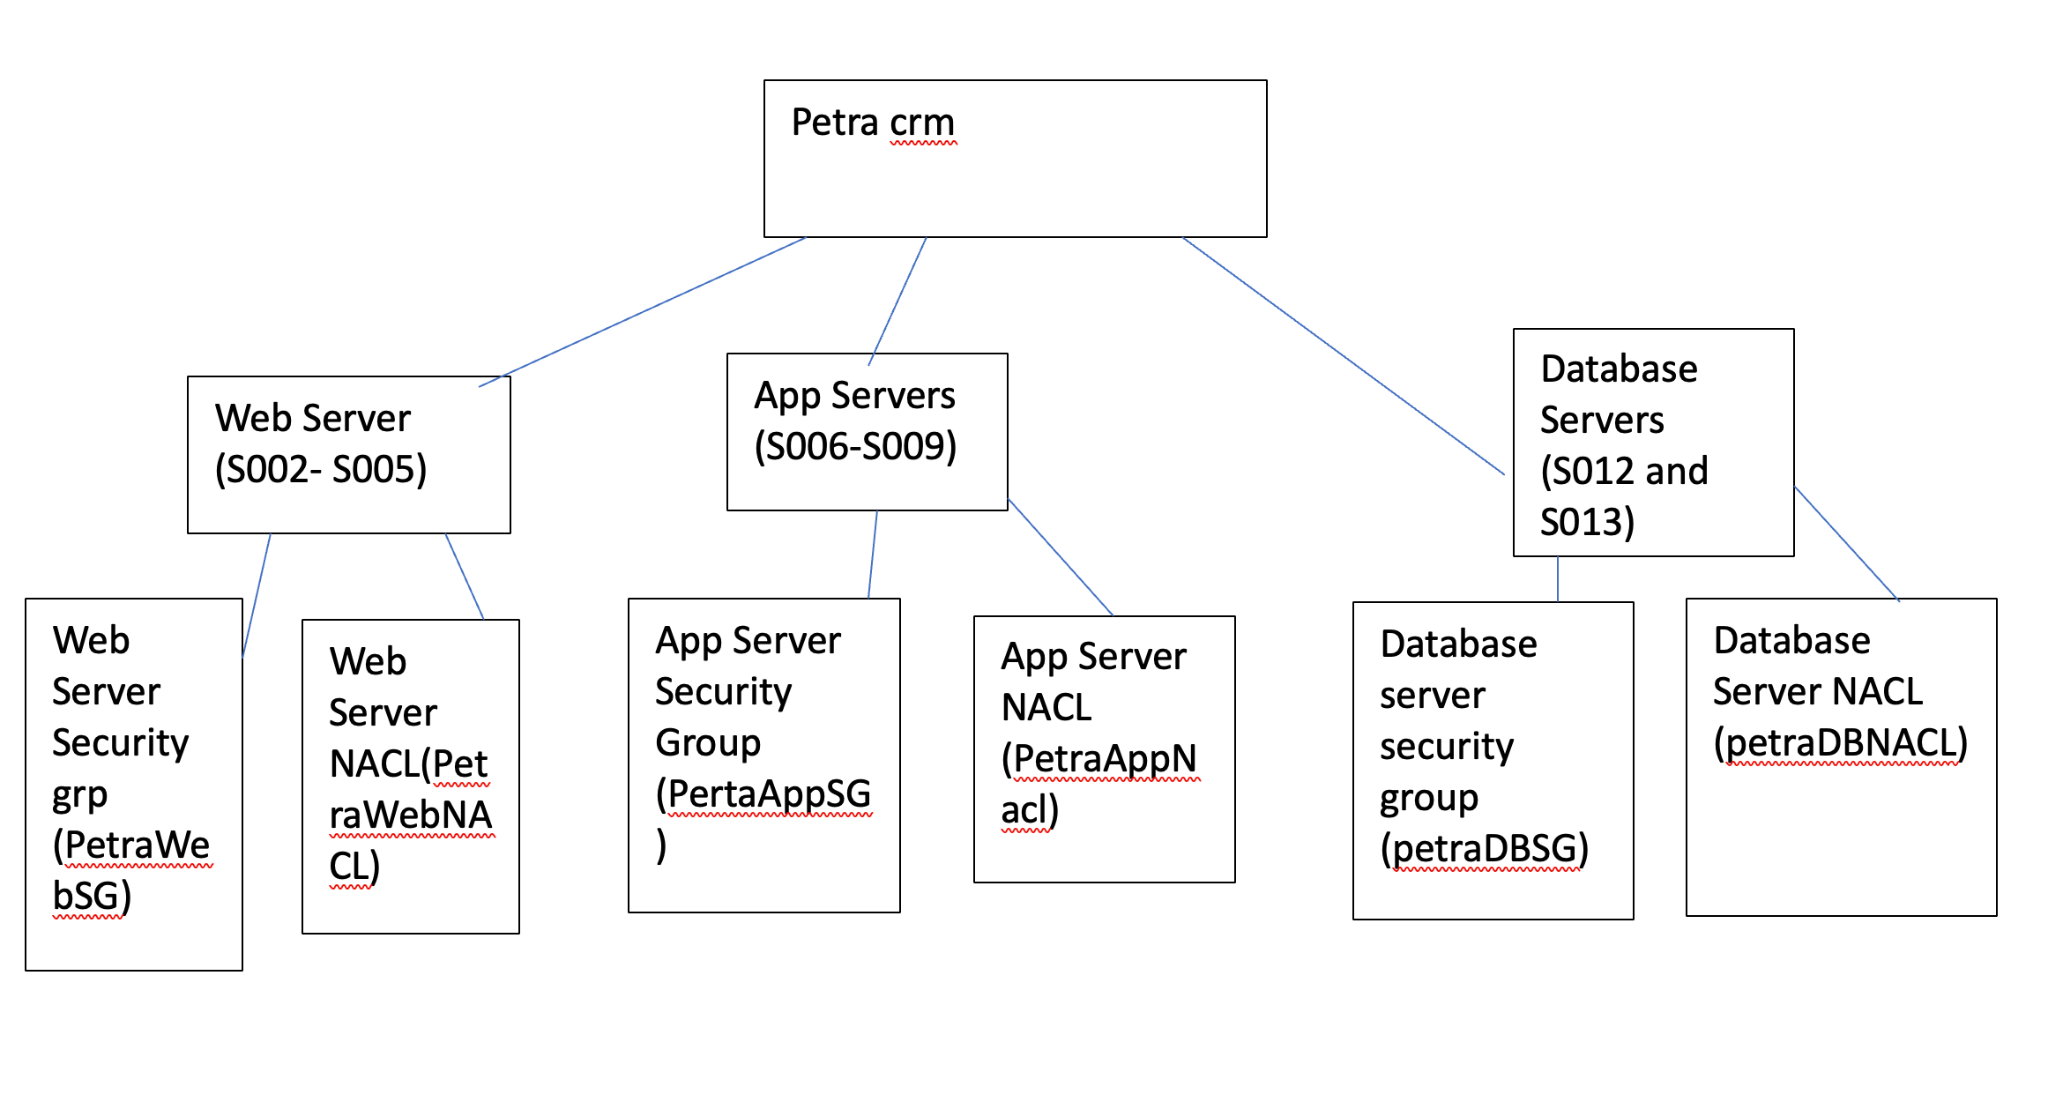 Petra crm
Web Server
(S002- S005)
App Servers
(S006-S009)
Database
Servers
(S012 and
S013)
Web
Server
Security
grp
(PetraWe
bSG)
Web
Server
NACL(Pet
raWebNA
CL)
App Server
Security
Group
(PertaAppSG
)
App Server
NACL
(PetraAppN
acl)
Database
server
security
group
(petraDBSG)
Database
Server NACL
(petraDBNACL)